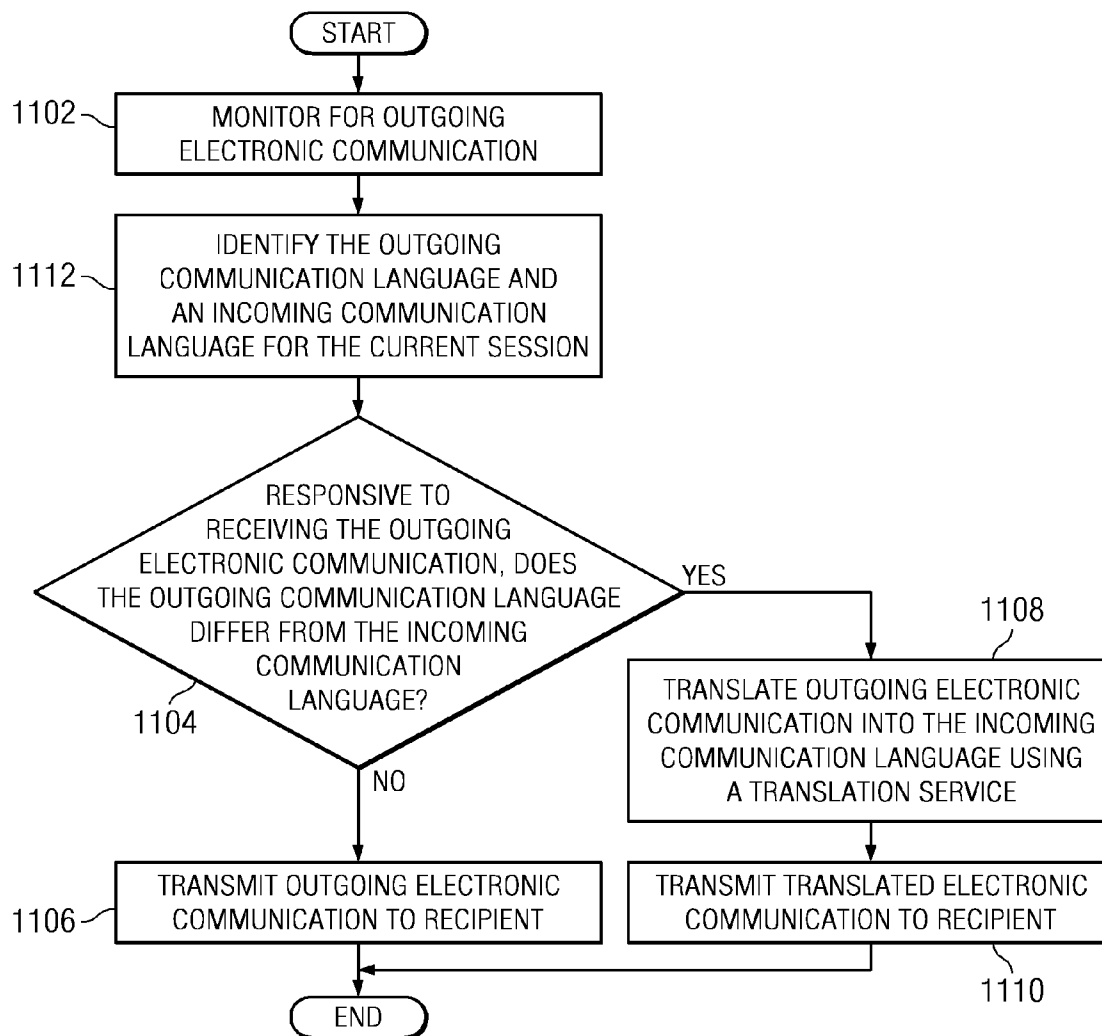 START
1102
MONITOR FOR OUTGOING
ELECTRONIC COMMUNICATION
1112
IDENTIFY THE OUTGOING
COMMUNICATION LANGUAGE AND
AN INCOMING COMMUNICATION
LANGUAGE FOR THE CURRENT SESSION
RESPONSIVE TO
RECEIVING THE OUTGOING
ELECTRONIC COMMUNICATION, DOES
THE OUTGOING COMMUNICATION LANGUAGE
DIFFER FROM THE INCOMING
COMMUNICATION
LANGUAGE?
1104
YES
NO
1108
TRANSLATE OUTGOING ELECTRONIC
COMMUNICATION INTO THE INCOMING
COMMUNICATION LANGUAGE USING
A TRANSLATION SERVICE
1106
TRANSMIT OUTGOING ELECTRONIC
COMMUNICATION TO RECIPIENT
TRANSMIT TRANSLATED ELECTRONIC
COMMUNICATION TO RECIPIENT
1110
END